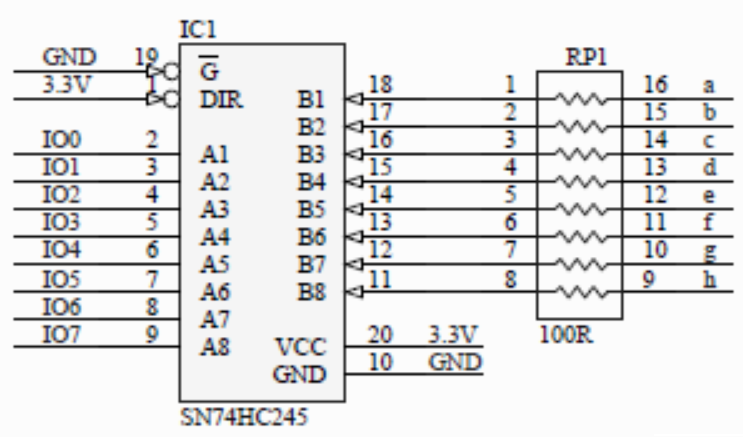 IC1
RP1
GND 19 G
3.3V 1 DIR
B1 18 1 16 a
B2 17 2 15 b
IO0 2 A1 B3 16 3 14 c
IO1 3 A2 B4 15 4 13 d
IO2 4 A3 B5 14 5 12 e
IO3 5 A4 B6 13 6 11 f
IO4 6 A5 B7 12 7 10 g
IO5 7 A6 B8 11 8 9 h
IO6 8 A7
IO7 9 A8 VCC 20 3.3V 100R
GND 10 GND
SN74HC245